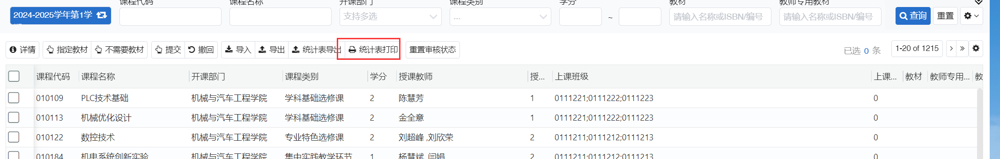 课程代码 课程名称 开课部门 课程类别 学分 教材 教师专用教材
2024-2025学年第1学 支持多选 ... ~ 请输入名称或ISBN/编号 请输入名称或ISBN/编号 查询 重置
详情 指定教材 不需要教材 提交 撤回 导入 导出 统计表导出 统计表打印 重置审核状态 已选 0 条 1-20 of 1215
课程代码 课程名称 开课部门 课程类别 学分 授课教师 授... 上课班级 上课... 教材 教师专用... 教
010109 PLC技术基础 机械与汽车工程学院 学科基础选修课 2 陈慧芳 1 0111221;0111222;0111223 0
010113 机械优化设计 机械与汽车工程学院 学科基础选修课 2 金全意 1 0111221;0111222;0111223 0
010122 数控技术 机械与汽车工程学院 专业特色选修课 2 刘超峰 ,刘欣荣 2 0111211;0111212;0111213 0
010184 机电系统创新实验 机械与汽车工程学院 集中实践教学环节 1 杨慧斌 闫娟 2 0111211;0111212;0111213 0